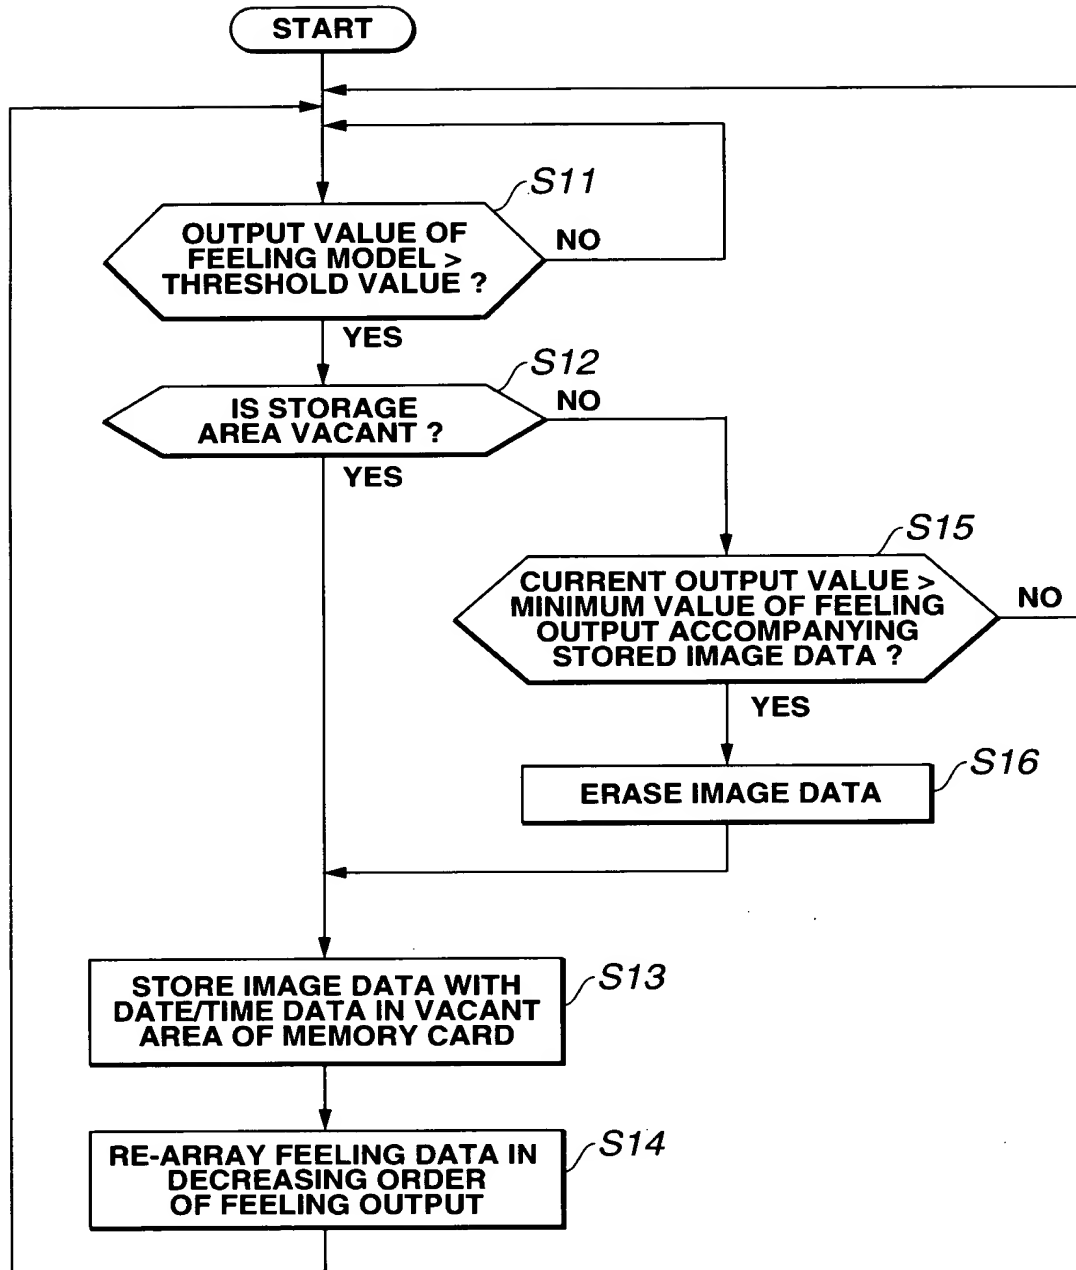 START
S11
OUTPUT VALUE OF
FEELING MODEL >
THRESHOLD VALUE ?
NO
YES
S12
IS STORAGE
AREA VACANT ?
NO
YES
S15
CURRENT OUTPUT VALUE >
MINIMUM VALUE OF FEELING
OUTPUT ACCOMPANYING
STORED IMAGE DATA ?
NO
YES
S16
ERASE IMAGE DATA
S13
STORE IMAGE DATA WITH
DATE/TIME DATA IN VACANT
AREA OF MEMORY CARD
S14
RE-ARRAY FEELING DATA IN
DECREASING ORDER
OF FEELING OUTPUT